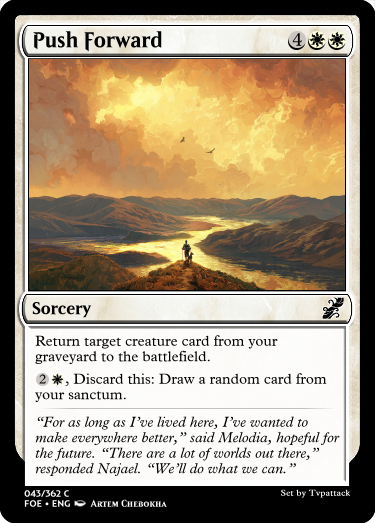 Push Forward 4
Sorcery
Return target creature card from your
graveyard to the battlefield.
2, Discard this: Draw a random card from
your sanctum.
“For as long as I’ve lived here, I’ve wanted to
make everywhere better,” said Melodia, hopeful for
the future. “There are a lot of worlds out there,”
responded Najael. “We’ll do what we can.”
043/362 C
FOE • ENG Artem Chebokha
Set by Tvpattack